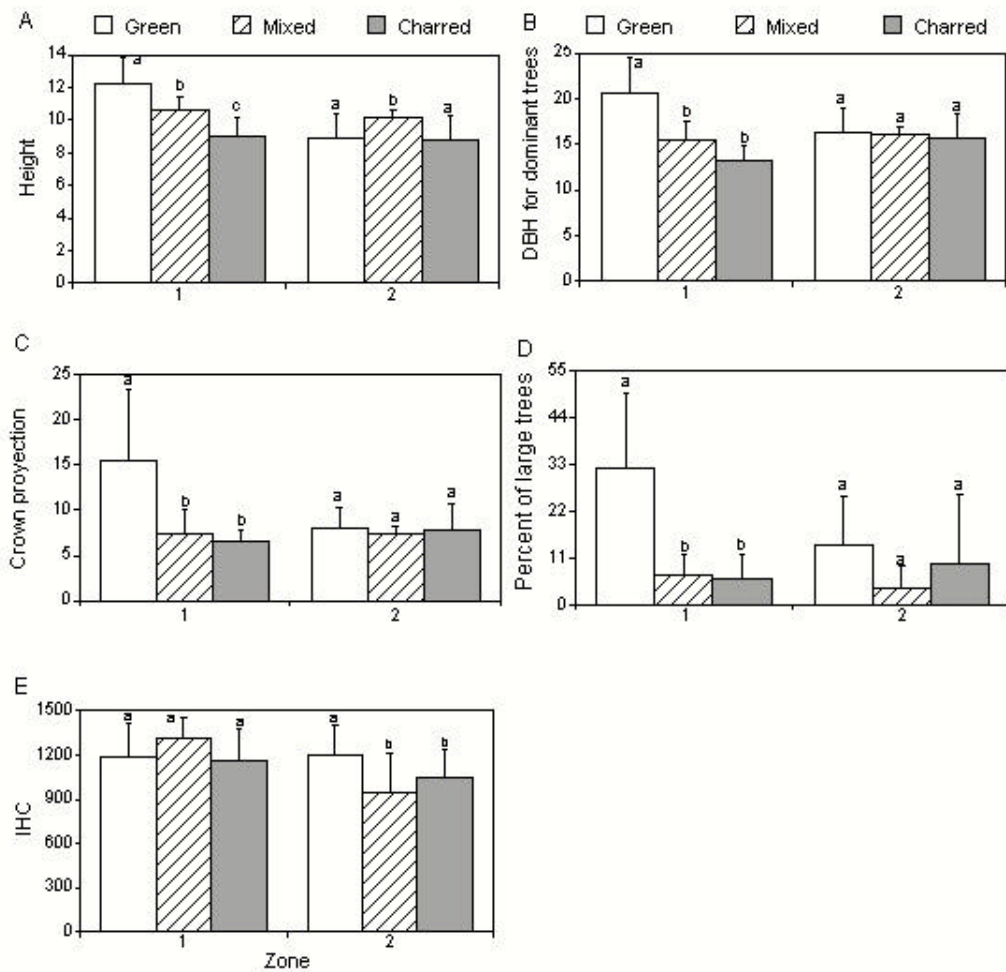 A Green Mixed Charred
14
12
10
8
6
4
2
0
Height
a b c a b a
1 2
B Green Mixed Charred
25
20
15
10
5
0
DBH for dominant trees
a b b a a a
1 2
C
25
20
15
10
5
0
Crown proyection
a b b a a a
1 2
D
55
44
33
22
11
0
Percent of large trees
a b b a a a
1 2
E
1500
1200
900
600
300
0
IHC
a a a a b b
1 2
Zone